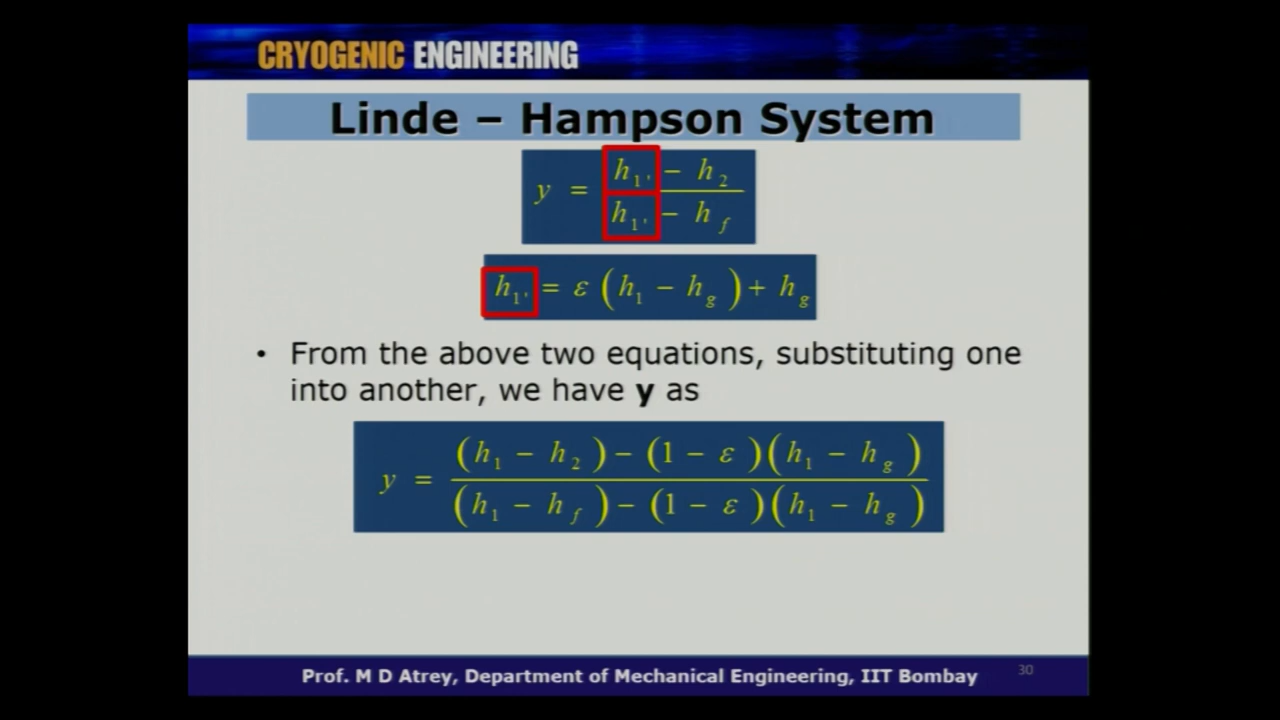 CRYOGENIC ENGINEERING
Linde – Hampson System
y = (h₁' − h₂) / (h₁' − h_f)
h₁' = ε (h₁ − h_g) + h_g
• From the above two equations, substituting one
into another, we have y as
y = ((h₁ − h₂) − (1 − ε)(h₁ − h_g)) / ((h₁ − h_f) − (1 − ε)(h₁ − h_g))
Prof. M D Atrey, Department of Mechanical Engineering, IIT Bombay
30